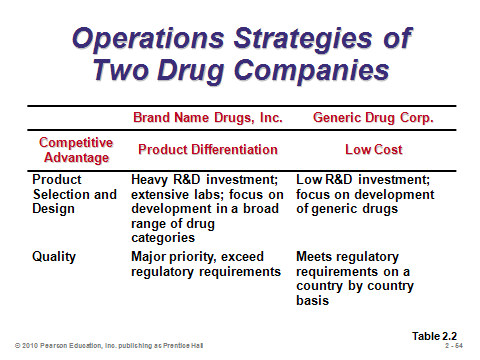 Operations Strategies of
Two Drug Companies
Brand Name Drugs, Inc. Generic Drug Corp.
Competitive
Advantage
Product Differentiation
Low Cost
Product
Selection and
Design
Heavy R&D investment;
extensive labs; focus on
development in a broad
range of drug
categories
Low R&D investment;
focus on development
of generic drugs
Quality
Major priority, exceed
regulatory requirements
Meets regulatory
requirements on a
country by country
basis
Table 2.2
© 2010 Pearson Education, Inc. publishing as Prentice Hall
2 - 54